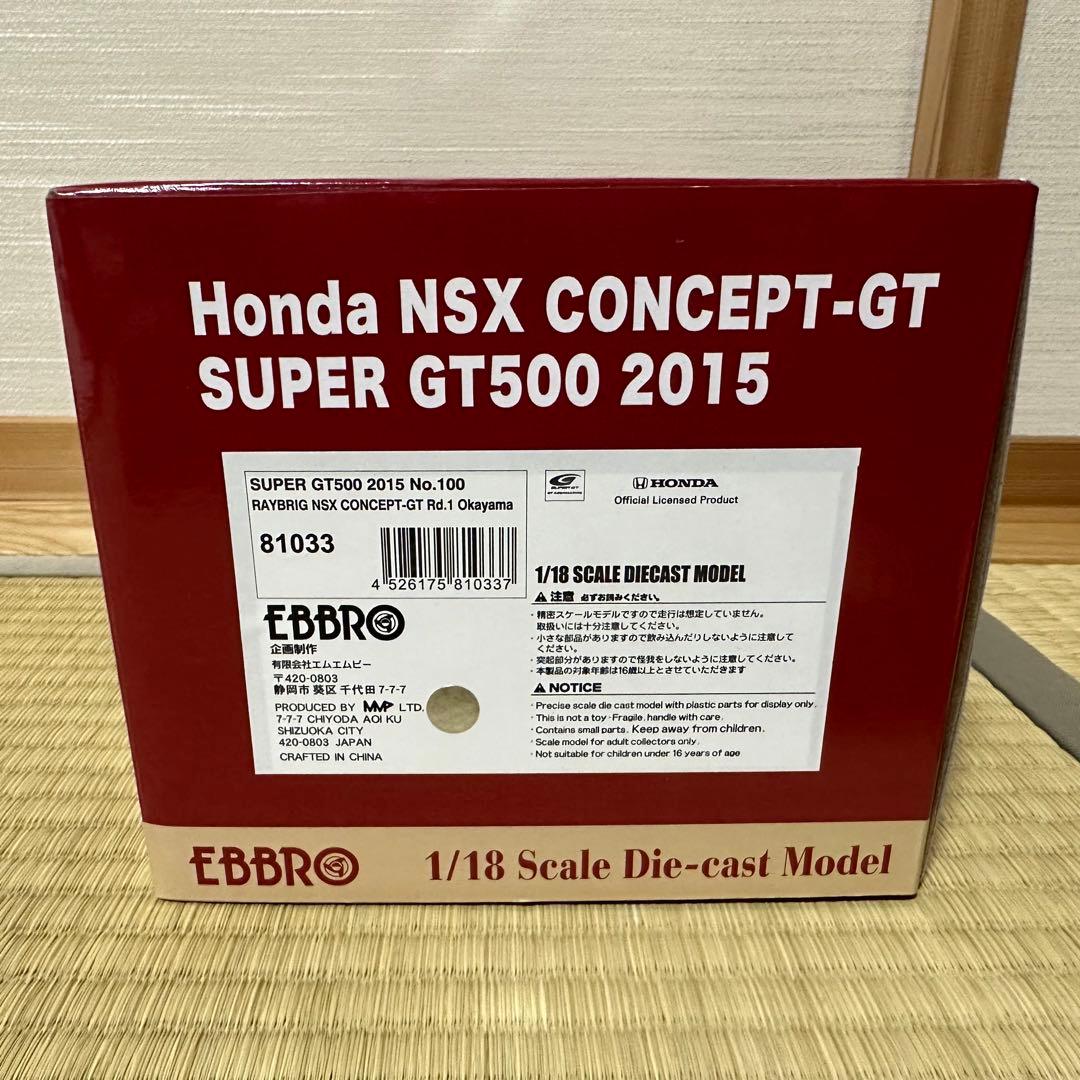 Honda NSX CONCEPT-GT
SUPER GT500 2015
SUPER GT500 2015 No.100
RAYBRIG NSX CONCEPT-GT Rd.1 Okayama
81033
4 526175 810337
SUPER GT
HONDA
Official Licensed Product
EBBRO
企画制作
有限会社エムエムピー
〒420-0803
静岡市 葵区 千代田 7-7-7
PRODUCED BY MMP LTD.
7-7-7 CHIYODA AOI KU
SHIZUOKA CITY
420-0803 JAPAN
CRAFTED IN CHINA
1/18 SCALE DIECAST MODEL
注意 必ずお読みください。
・精密スケールモデルですので走行は想定していません。
取扱いには十分注意してください。
・小さな部品がありますので飲み込んだりしないように注意して
ください。
・突起部分がありますので怪我をしないように注意してください。
・本製品の対象年齢は16歳以上とさせていただきます
NOTICE
・Precise scale die cast model with plastic parts for display only.
・This is not a toy・Fragile, handle with care.
・Contains small parts. Keep away from children.
・Scale model for adult collectors only.
・Not suitable for children under 16 years of age
EBBRO 1/18 Scale Die-cast Model